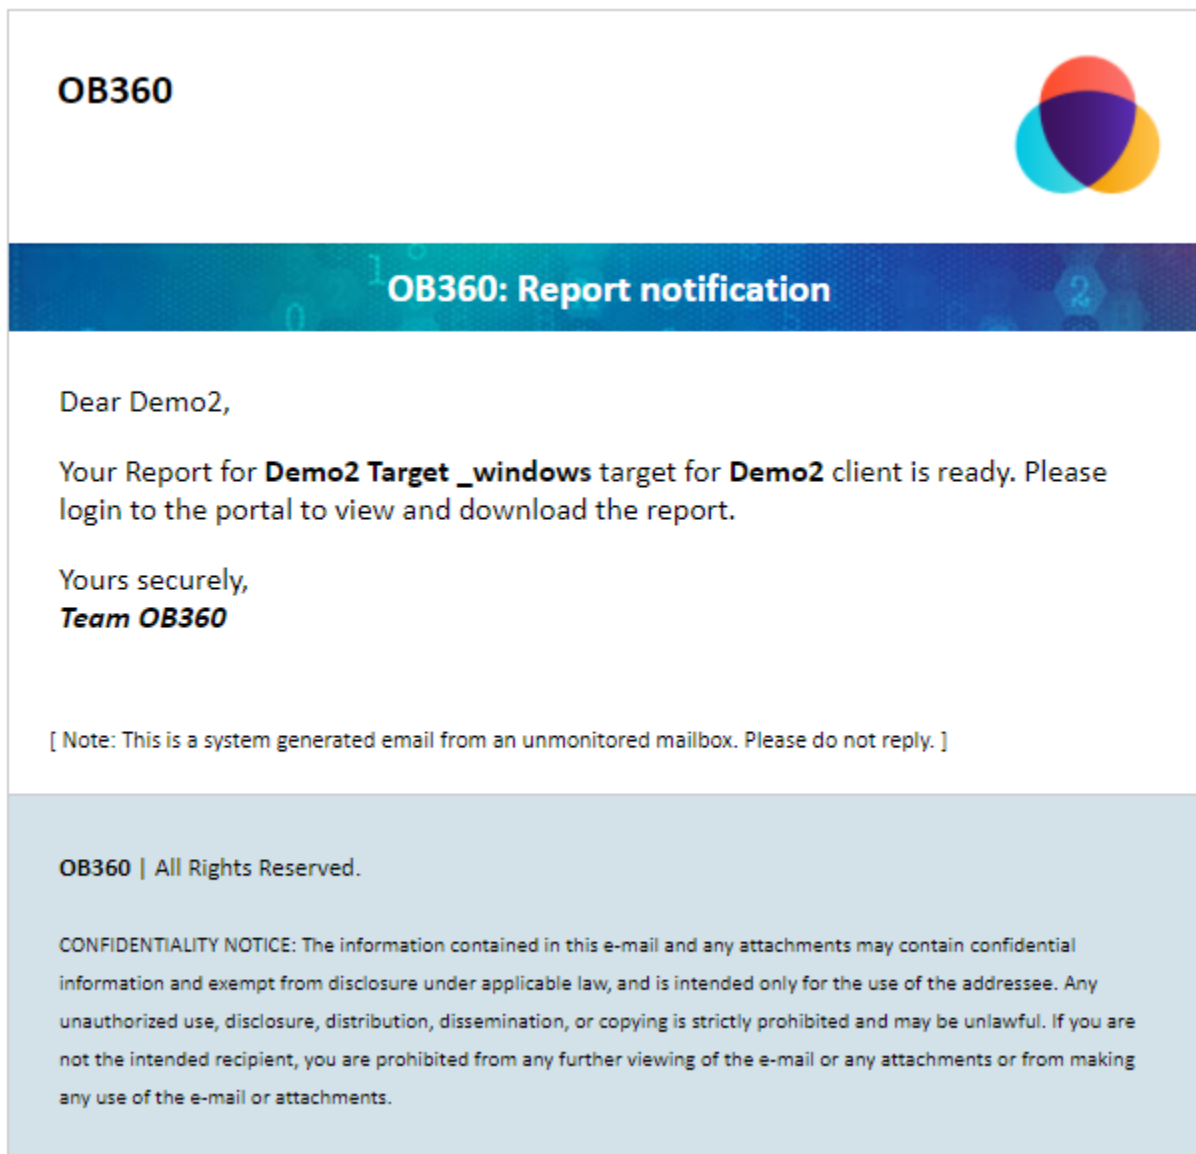 OB360
OB360: Report notification
1
0
2
Dear Demo2,
Your Report for Demo2 Target _windows target for Demo2 client is ready. Please
login to the portal to view and download the report.
Yours securely,
Team OB360
[ Note: This is a system generated email from an unmonitored mailbox. Please do not reply. ]
OB360 | All Rights Reserved.
CONFIDENTIALITY NOTICE: The information contained in this e-mail and any attachments may contain confidential
information and exempt from disclosure under applicable law, and is intended only for the use of the addressee. Any
unauthorized use, disclosure, distribution, dissemination, or copying is strictly prohibited and may be unlawful. If you are
not the intended recipient, you are prohibited from any further viewing of the e-mail or any attachments or from making
any use of the e-mail or attachments.